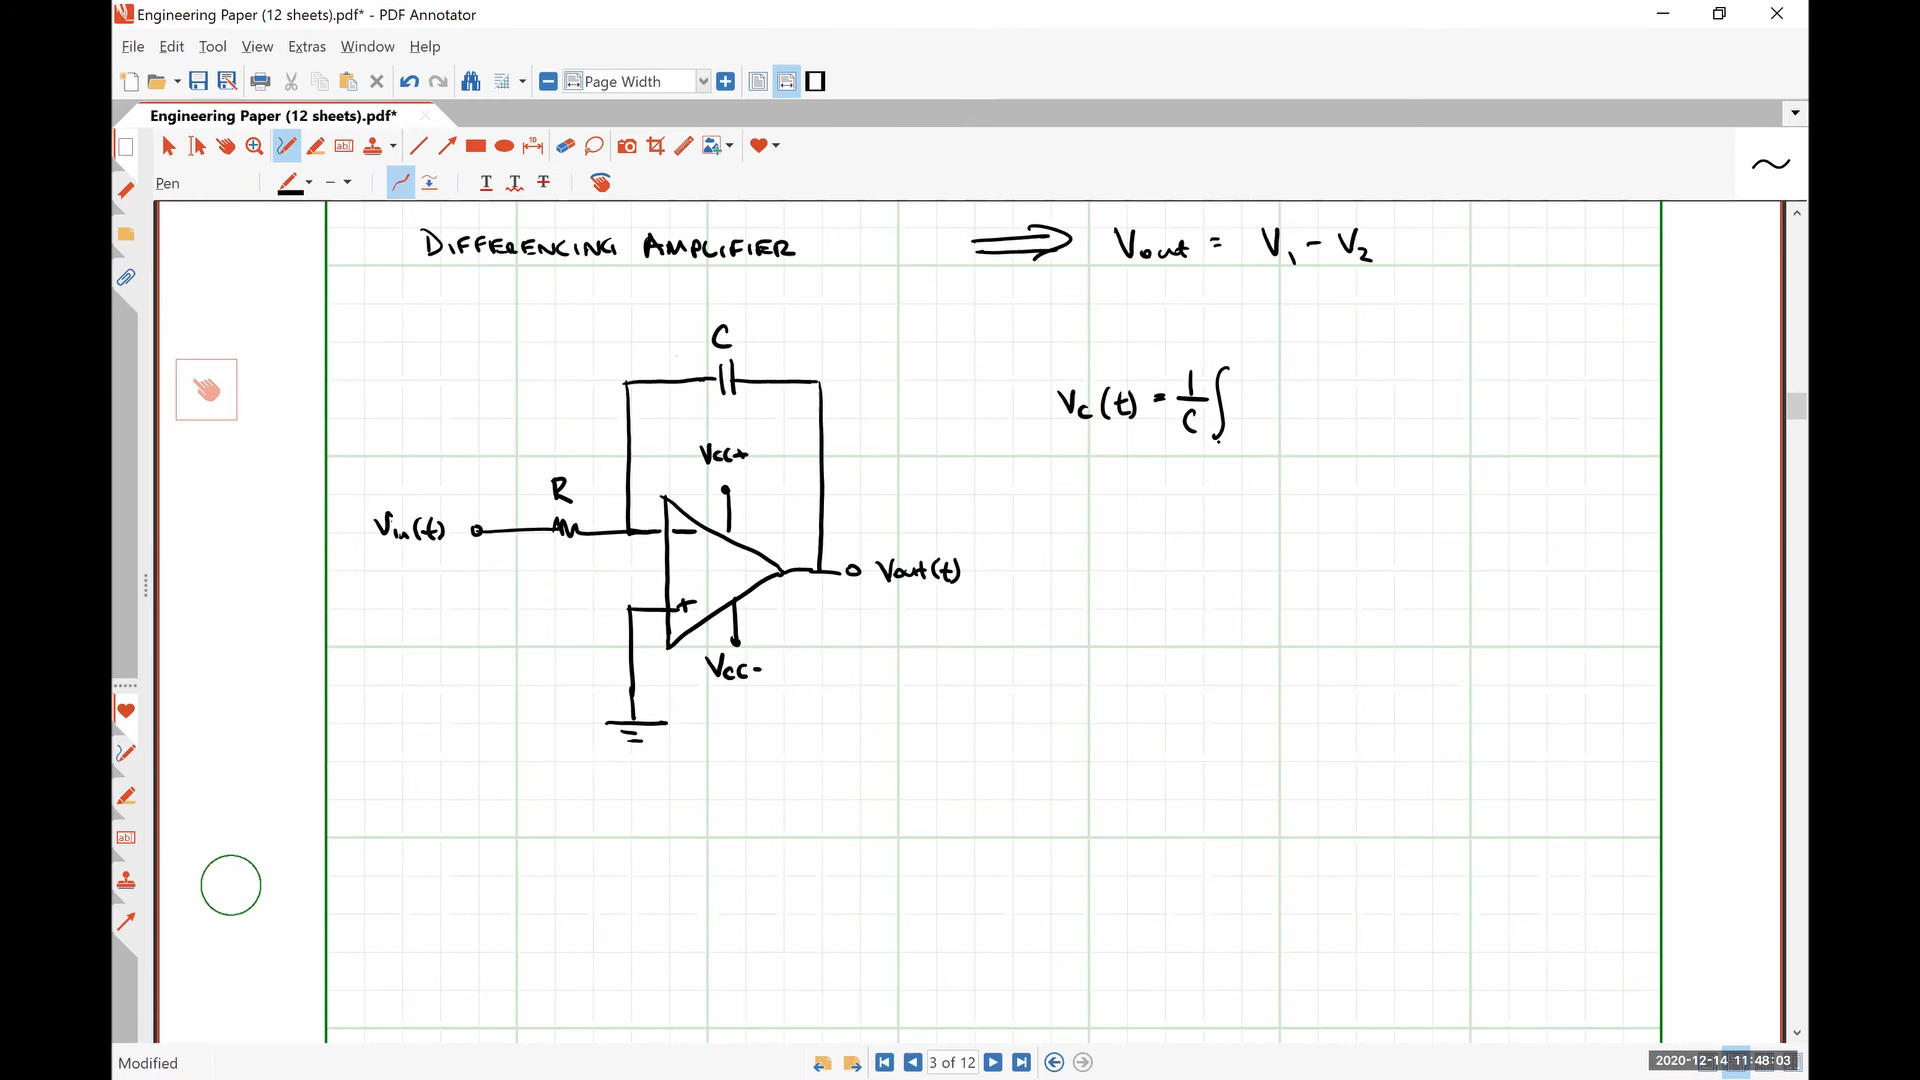 Engineering Paper (12 sheets).pdf* - PDF Annotator
File Edit Tool View Extras Window Help
Page Width
Engineering Paper (12 sheets).pdf*
Pen
DIFFERENCING AMPLIFIER ⟹ Vout = V₁ - V₂
C
Vc(t) = 1/C ∫
Vcc+
R
Vin(t)
−
Vout(t)
+
Vcc-
Modified
3 of 12
2020-12-14 11:48:03